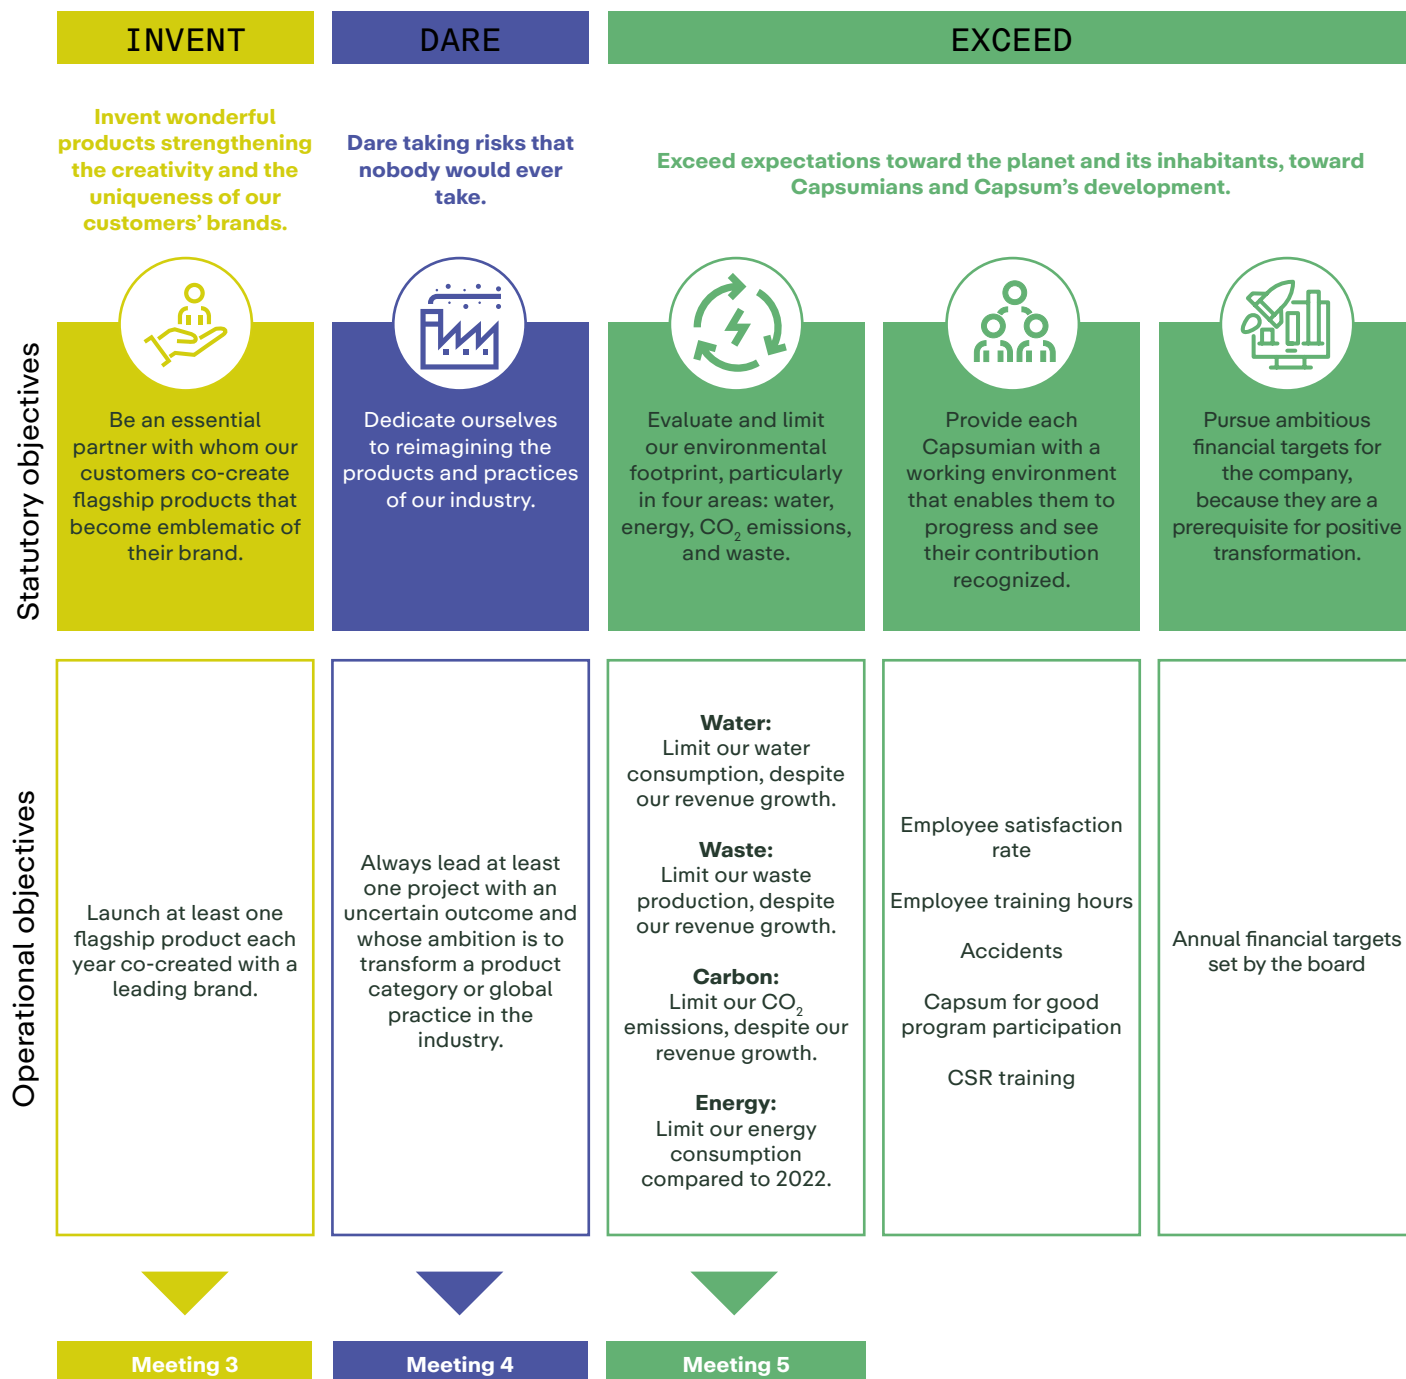 INVENT
DARE
EXCEED
Invent wonderful
products strengthening
the creativity and the
uniqueness of our
customers’ brands.
Dare taking risks that
nobody would ever
take.
Exceed expectations toward the planet and its inhabitants, toward
Capsumians and Capsum’s development.
Statutory objectives
Be an essential
partner with whom our
customers co-create
flagship products that
become emblematic of
their brand.
Dedicate ourselves
to reimagining the
products and practices
of our industry.
Evaluate and limit
our environmental
footprint, particularly
in four areas: water,
energy, CO₂ emissions,
and waste.
Provide each
Capsumian with a
working environment
that enables them to
progress and see
their contribution
recognized.
Pursue ambitious
financial targets for
the company,
because they are a
prerequisite for positive
transformation.
Operational objectives
Launch at least one
flagship product each
year co-created with a
leading brand.
Always lead at least
one project with an
uncertain outcome and
whose ambition is to
transform a product
category or global
practice in the
industry.
Water:
Limit our water
consumption, despite
our revenue growth.
Waste:
Limit our waste
production, despite
our revenue growth.
Carbon:
Limit our CO₂
emissions, despite our
revenue growth.
Energy:
Limit our energy
consumption
compared to 2022.
Employee satisfaction
rate
Employee training hours
Accidents
Capsum for good
program participation
CSR training
Annual financial targets
set by the board
Meeting 3
Meeting 4
Meeting 5